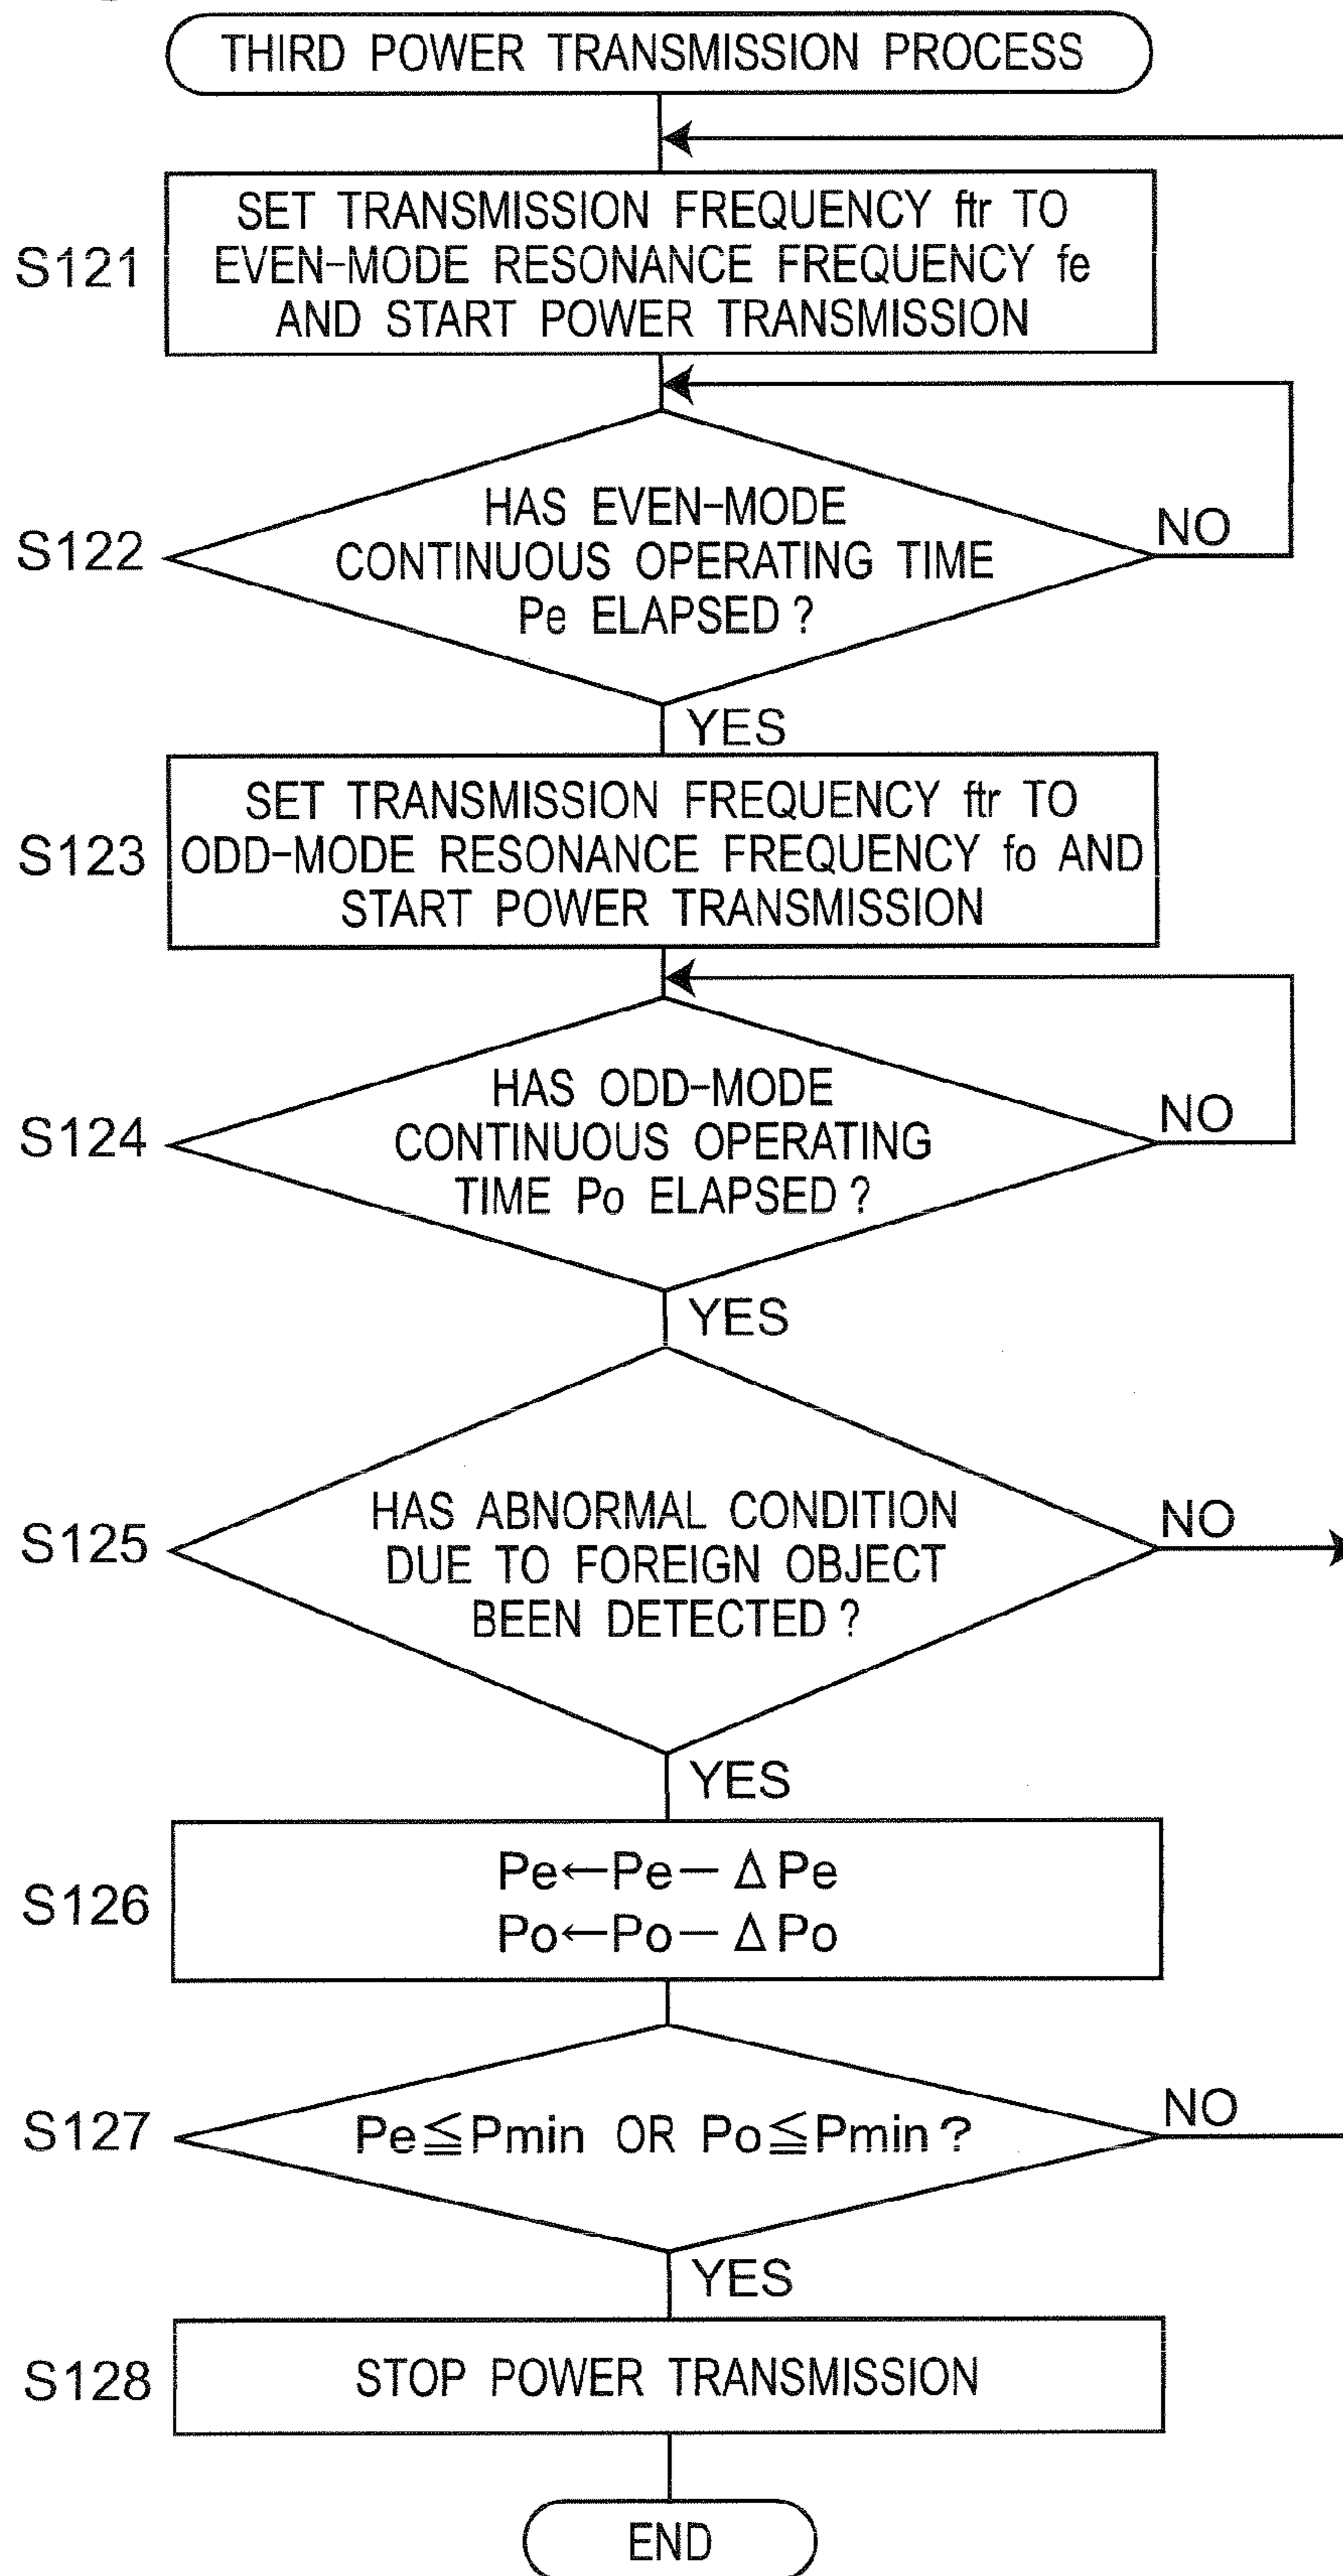 THIRD POWER TRANSMISSION PROCESS
S121
SET TRANSMISSION FREQUENCY ftr TO
EVEN-MODE RESONANCE FREQUENCY fe
AND START POWER TRANSMISSION
S122
HAS EVEN-MODE
CONTINUOUS OPERATING TIME
Pe ELAPSED ?
NO
YES
S123
SET TRANSMISSION FREQUENCY ftr TO
ODD-MODE RESONANCE FREQUENCY fo AND
START POWER TRANSMISSION
S124
HAS ODD-MODE
CONTINUOUS OPERATING
TIME Po ELAPSED ?
NO
YES
S125
HAS ABNORMAL CONDITION
DUE TO FOREIGN OBJECT
BEEN DETECTED ?
NO
YES
S126
Pe←Pe− Δ Pe
Po←Po− Δ Po
S127
Pe≦Pmin OR Po≦Pmin ?
NO
YES
S128
STOP POWER TRANSMISSION
END